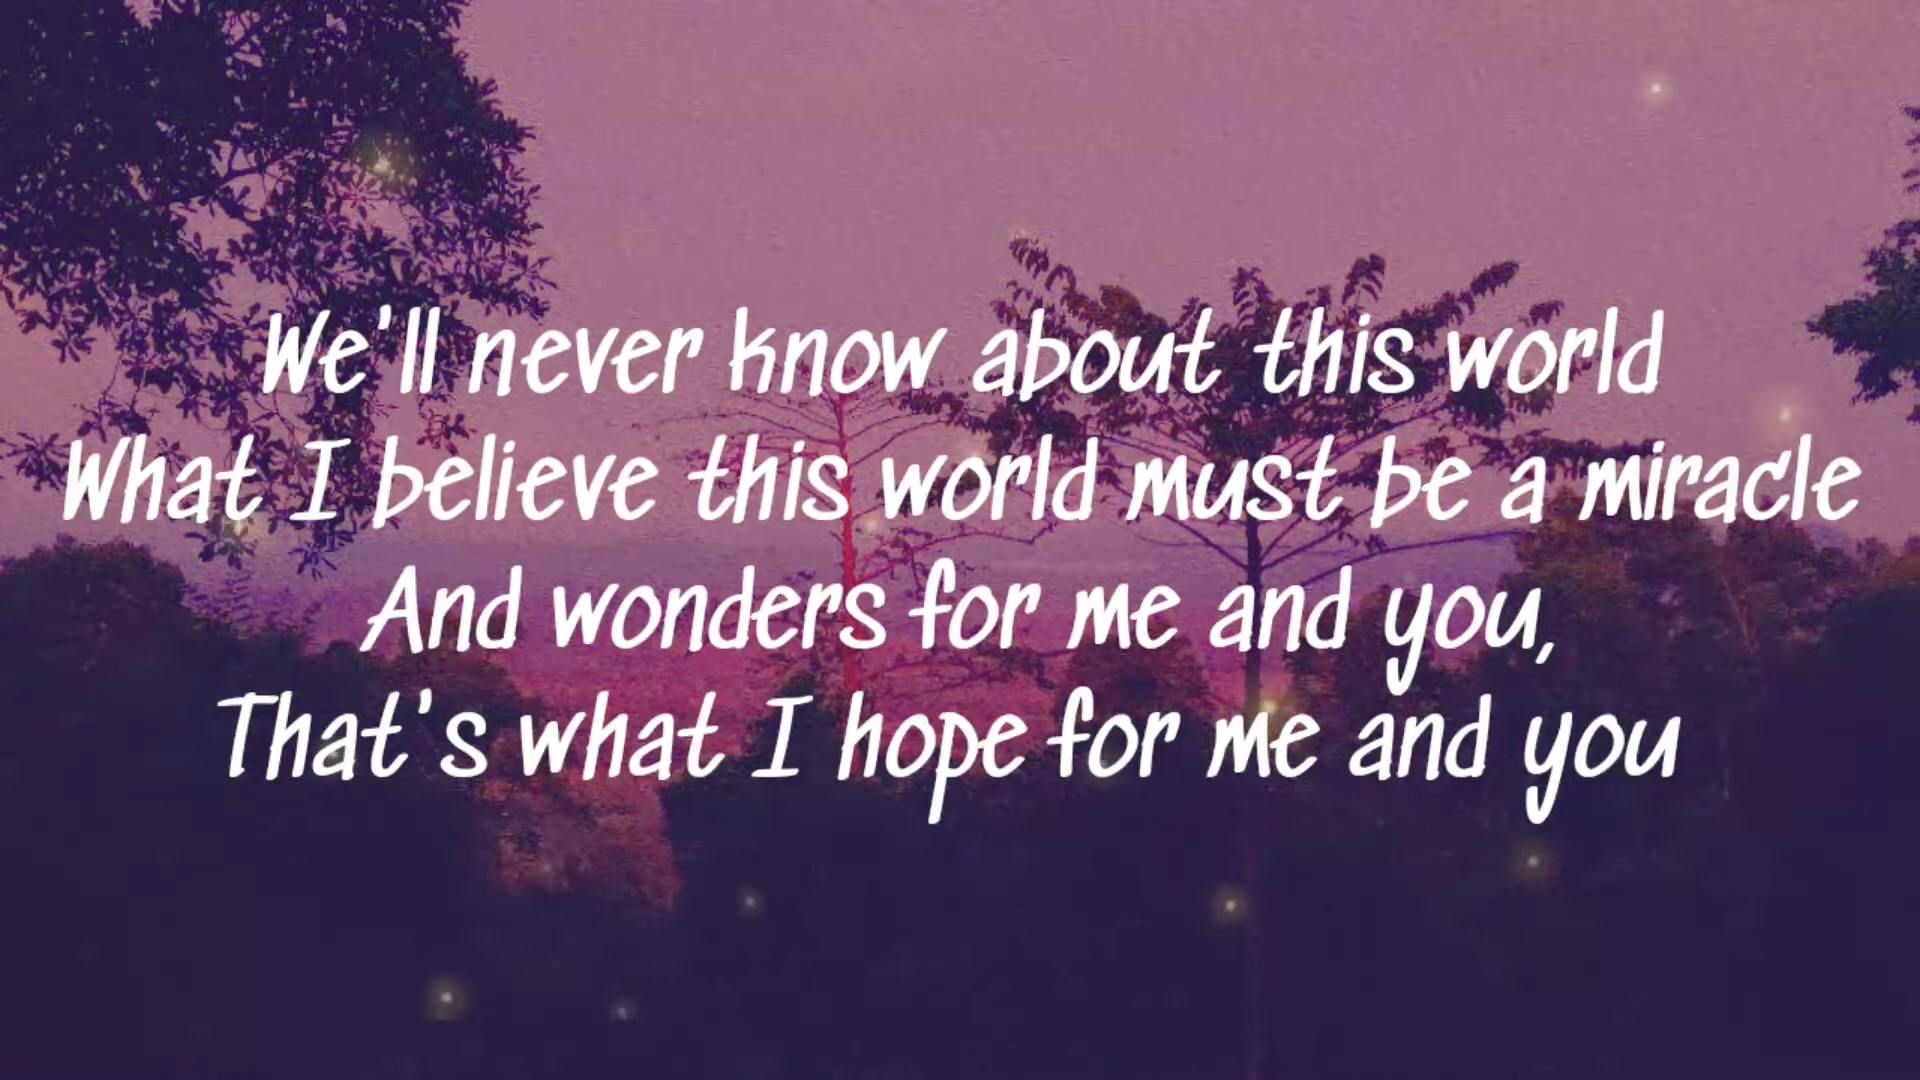 We'll never know about this world
What I believe this world must be a miracle
And wonders for me and you,
That's what I hope for me and you